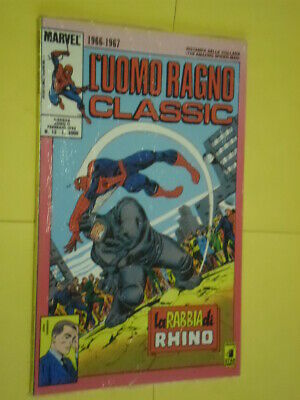 MARVEL
1966-1967
L'UOMO RAGNO
CLASSIC
la RABBIA di
RHINO